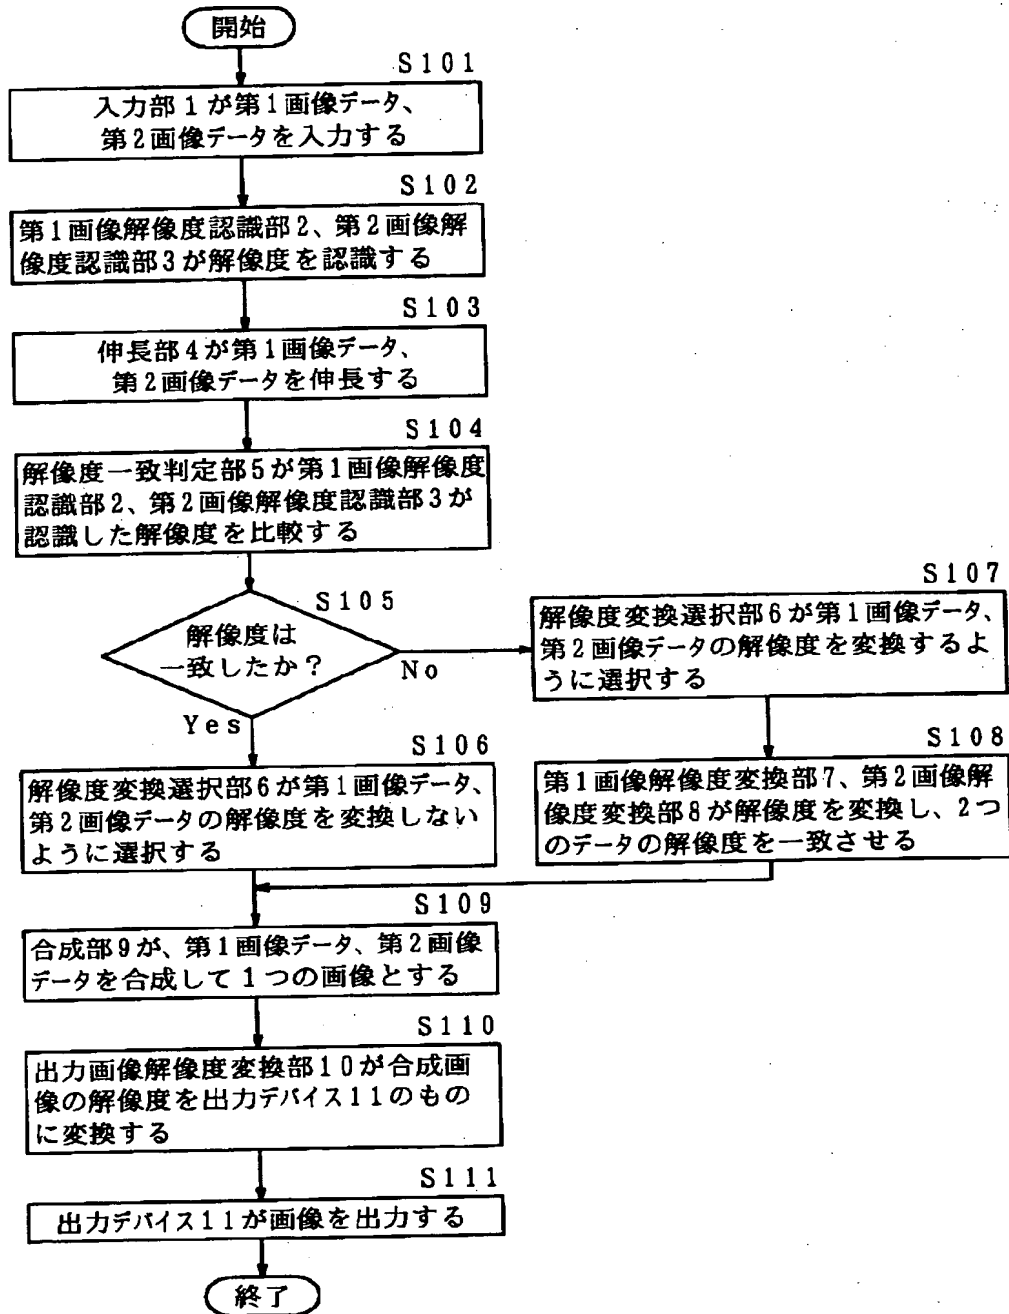 開始
S101
入力部1が第1画像データ、
第2画像データを入力する
S102
第1画像解像度認識部2、第2画像解
像度認識部3が解像度を認識する
S103
伸長部4が第1画像データ、
第2画像データを伸長する
S104
解像度一致判定部5が第1画像解像度
認識部2、第2画像解像度認識部3が
認識した解像度を比較する
S105
解像度は
一致したか?
No
Yes
S107
解像度変換選択部6が第1画像データ、
第2画像データの解像度を変換するよ
うに選択する
S106
解像度変換選択部6が第1画像データ、
第2画像データの解像度を変換しない
ように選択する
S108
第1画像解像度変換部7、第2画像解
像度変換部8が解像度を変換し、2つ
のデータの解像度を一致させる
S109
合成部9が、第1画像データ、第2画像
データを合成して1つの画像とする
S110
出力画像解像度変換部10が合成画
像の解像度を出力デバイス11のもの
に変換する
S111
出力デバイス11が画像を出力する
終了